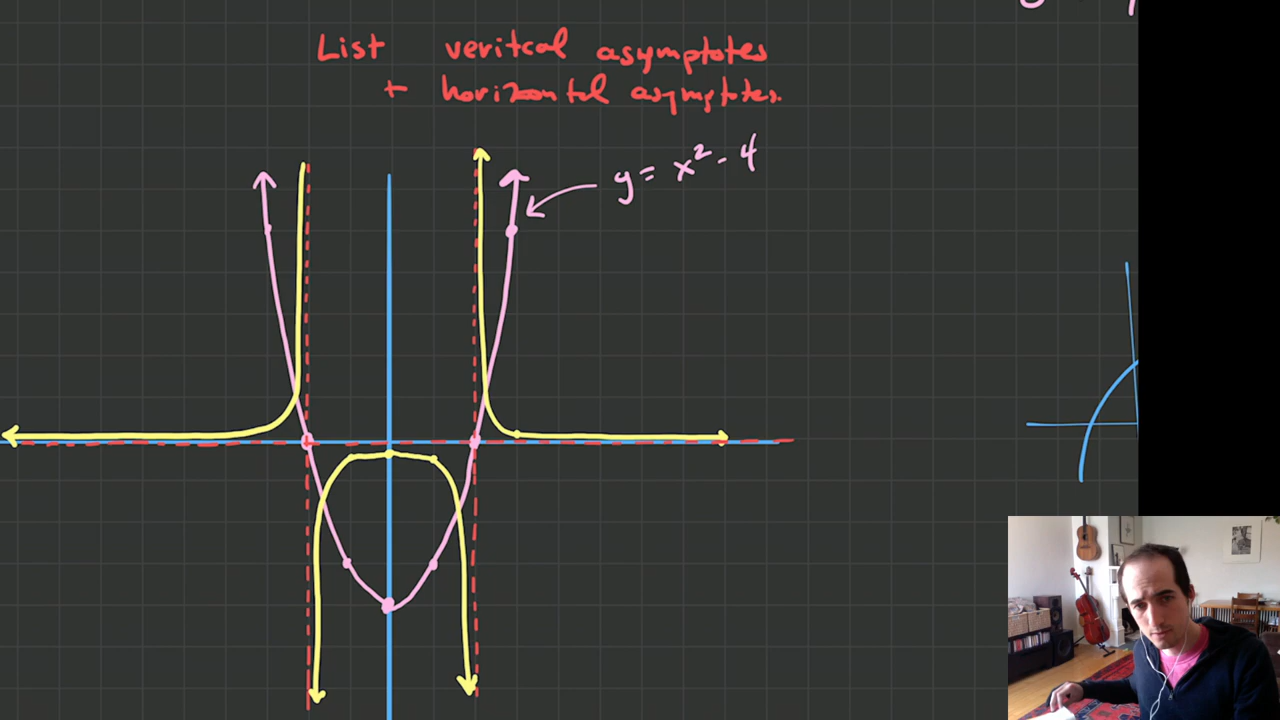 List veritcal asymptotes
+ horizontal asymptotes.
y = x² - 4